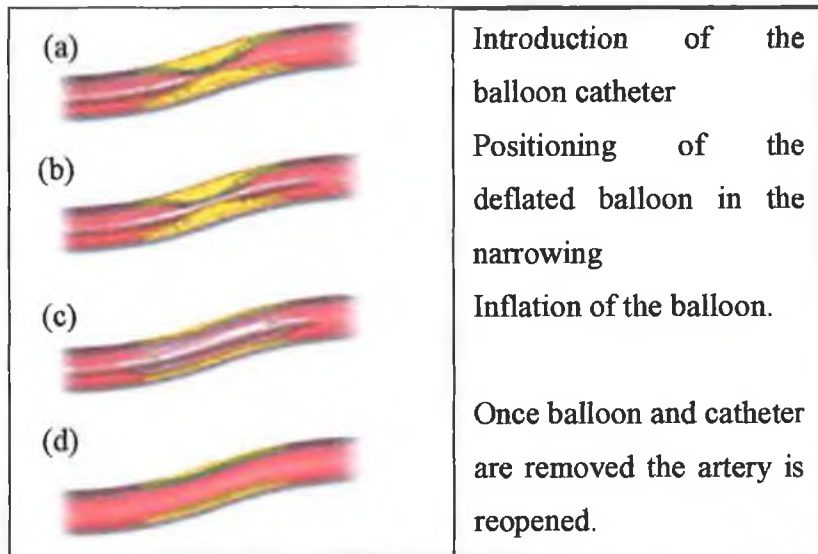 (a)
(b)
(c)
(d)
Introduction of the
balloon catheter
Positioning of the
deflated balloon in the
narrowing
Inflation of the balloon.
Once balloon and catheter
are removed the artery is
reopened.